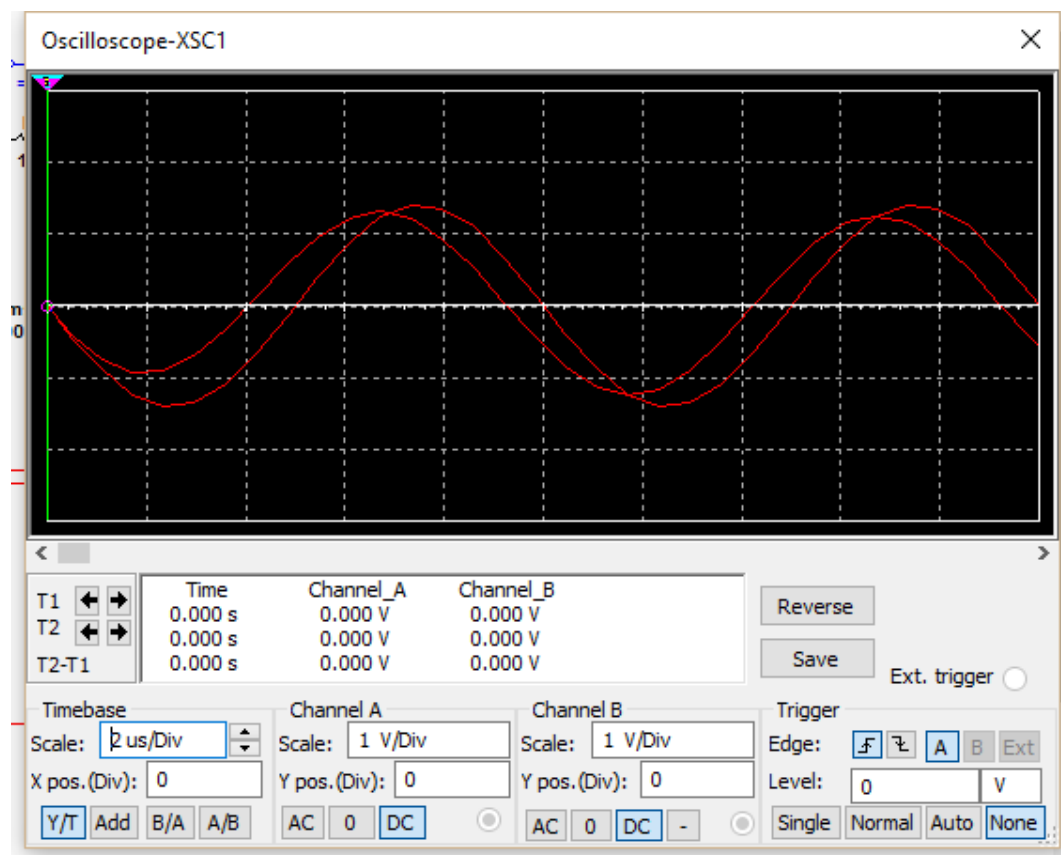 Oscilloscope-XSC1
Time Channel_A Channel_B
T1 0.000 s 0.000 V 0.000 V
T2 0.000 s 0.000 V 0.000 V
T2-T1 0.000 s 0.000 V 0.000 V
Reverse
Save
Ext. trigger
Timebase
Scale: 2 us/Div
X pos.(Div): 0
Y/T Add B/A A/B
Channel A
Scale: 1 V/Div
Y pos.(Div): 0
AC 0 DC
Channel B
Scale: 1 V/Div
Y pos.(Div): 0
AC 0 DC -
Trigger
Edge: A B Ext
Level: 0 V
Single Normal Auto None